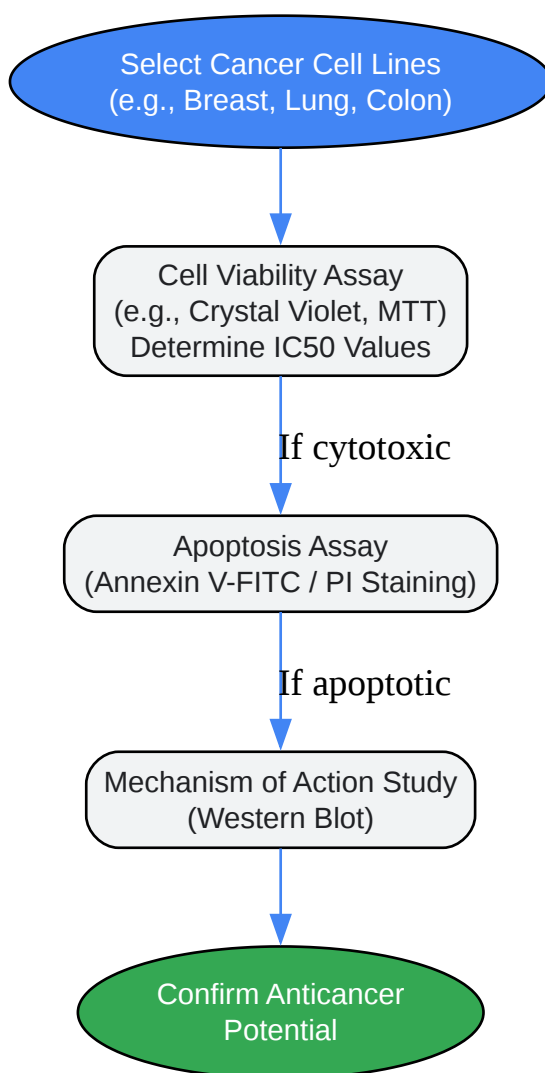 Select Cancer Cell Lines
(e.g., Breast, Lung, Colon)
Cell Viability Assay
(e.g., Crystal Violet, MTT)
Determine IC50 Values
If cytotoxic
Apoptosis Assay
(Annexin V-FITC / PI Staining)
If apoptotic
Mechanism of Action Study
(Western Blot)
Confirm Anticancer
Potential